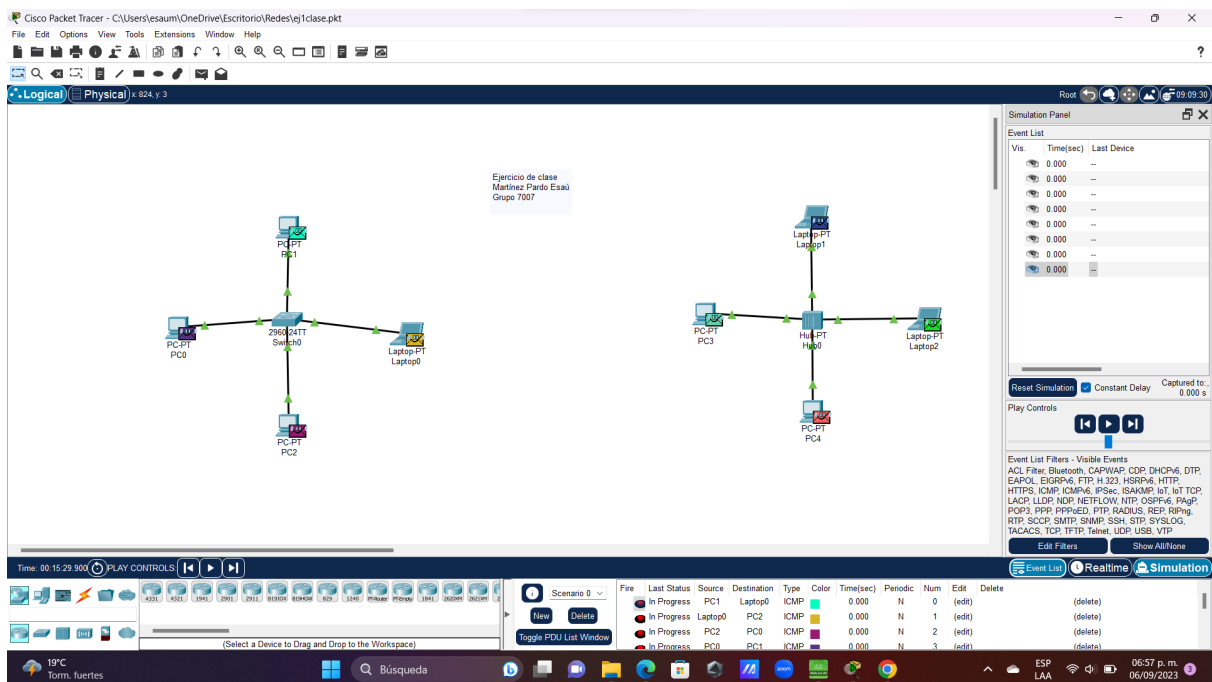 Cisco Packet Tracer - C:\Users\esaum\OneDrive\Escritorio\Redes\ej1clase.pkt
File Edit Options View Tools Extensions Window Help
?
Logical Physical x: 824, y: 3 Root 09:09:30
Simulation Panel
Event List
Vis. Time(sec) Last Device
0.000 --
0.000 --
0.000 --
0.000 --
0.000 --
0.000 --
0.000 --
0.000 --
Ejercicio de clase
Martínez Pardo Esaú
Grupo 7007
PC-PT
PC1
Laptop-PT
Laptop1
PC-PT
PC0
2960-24TT
Switch0
Laptop-PT
Laptop0
PC-PT
PC3
Hub-PT
Hub0
Laptop-PT
Laptop2
PC-PT
PC2
PC-PT
PC4
Reset Simulation Constant Delay Captured to:
0.000 s
Play Controls
Event List Filters - Visible Events
ACL Filter, Bluetooth, CAPWAP, CDP, DHCPv6, DTP,
EAPOL, EIGRPv6, FTP, H.323, HSRPv6, HTTP,
HTTPS, ICMP, ICMPv6, IPSec, ISAKMP, IoT, IoT TCP,
LACP, LLDP, NDP, NETFLOW, NTP, OSPFv6, PAgP,
POP3, PPP, PPPoED, PTP, RADIUS, REP, RIPng,
RTP, SCCP, SMTP, SNMP, SSH, STP, SYSLOG,
TACACS, TCP, TFTP, Telnet, UDP, USB, VTP
Edit Filters Show All/None
Time: 00:15:29.900 PLAY CONTROLS: Event List Realtime Simulation
4331 4321 1941 2901 2911 819IOX 819HGW 829 1240 PT-Router PT-Empty 1841 2620XM 2621XM
(Select a Device to Drag and Drop to the Workspace)
Scenario 0
New Delete
Toggle PDU List Window
Fire Last Status Source Destination Type Color Time(sec) Periodic Num Edit Delete
In Progress PC1 Laptop0 ICMP 0.000 N 0 (edit) (delete)
In Progress Laptop0 PC2 ICMP 0.000 N 1 (edit) (delete)
In Progress PC2 PC0 ICMP 0.000 N 2 (edit) (delete)
In Progress PC0 PC1 ICMP 0.000 N 3 (edit) (delete)
19°C
Torm. fuertes
Búsqueda
zoom
ESP
LAA
06:57 p. m.
06/09/2023
3